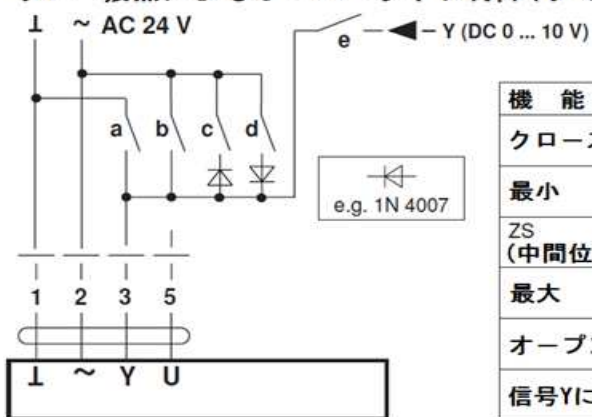 ⊥ ~ AC 24 V
e
Y (DC 0 ... 10 V)
a b c d
e.g. 1N 4007
1 2 3 5
⊥ ~ Y U
機 能
クロース
最小
ZS
(中間位
最大
オープン
信号Yに